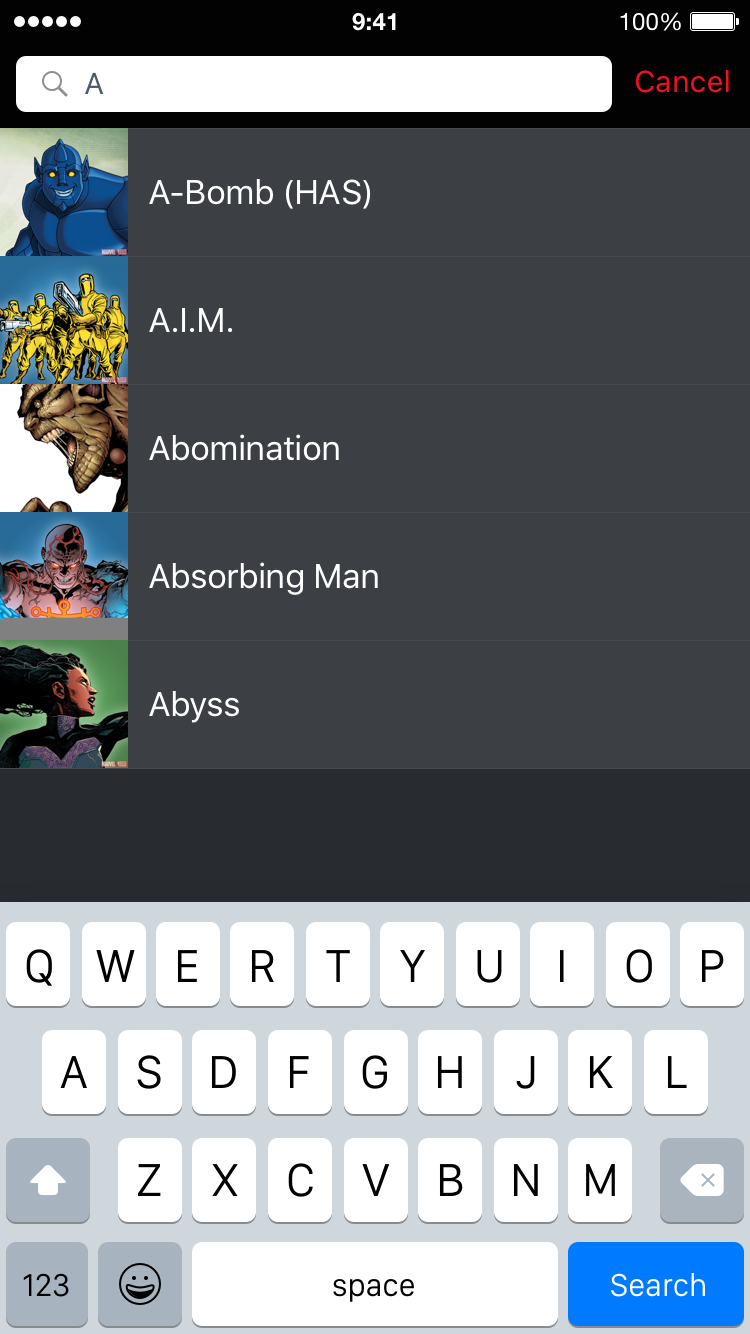 9:41 100%
A Cancel
A-Bomb (HAS)
A.I.M.
Abomination
Absorbing Man
Abyss
Q W E R T Y U I O P
A S D F G H J K L
Z X C V B N M
123 space Search